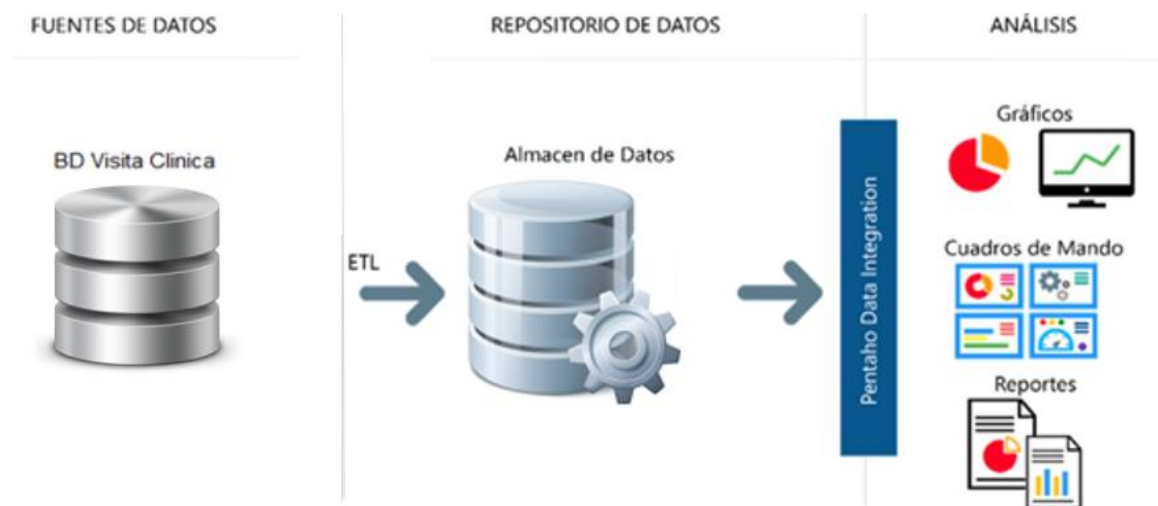 FUENTES DE DATOS
REPOSITORIO DE DATOS
ANÁLISIS
BD Visita Clinica
ETL
Almacen de Datos
Pentaho Data Integration
Gráficos
Cuadros de Mando
Reportes